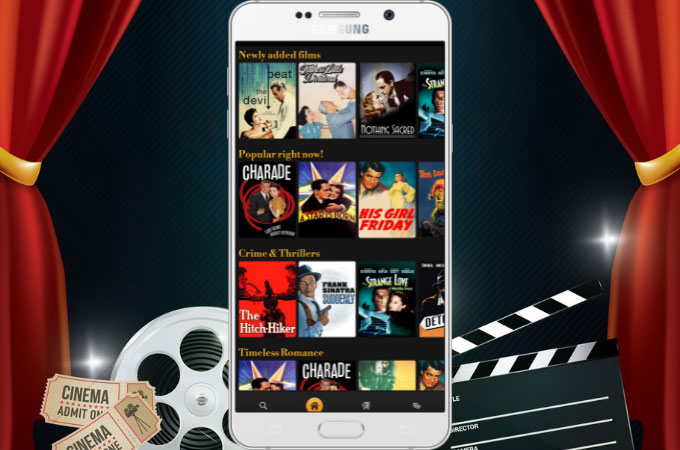 SAMSUNG
Newly added films
beat
the
devil
NOTHING SACRED
Popular right now!
CHARADE
A STAR IS BORN
HIS GIRL
FRIDAY
Crime & Thrillers
The
Hitch-Hiker
FRANK
SINATRA
SUDDENLY
STRANGE LOVE
Timeless Romance
CHARADE
CINEMA
ADMIT ON
CINEMA
DIRECTOR